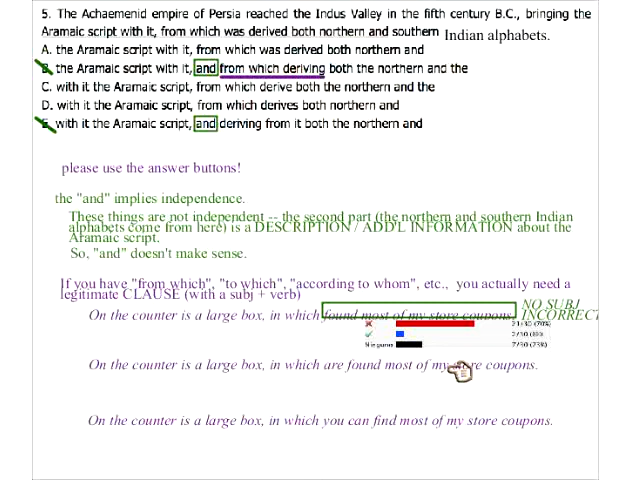 5. The Achaemenid empire of Persia reached the Indus Valley in the fifth century B.C., bringing the
Aramaic script with it, from which was derived both northern and southern Indian alphabets.
A. the Aramaic script with it, from which was derived both northern and
B. the Aramaic script with it, and from which deriving both the northern and the
C. with it the Aramaic script, from which derive both the northern and the
D. with it the Aramaic script, from which derives both northern and
E. with it the Aramaic script, and deriving from it both the northern and
please use the answer buttons!
the "and" implies independence.
These things are not independent -- the second part (the northern and southern Indian
alphabets come from here) is a DESCRIPTION / ADD'L INFORMATION about the
Aramaic script.
So, "and" doesn't make sense.
If you have "from which", "to which", "according to whom", etc., you actually need a
legitimate CLAUSE (with a subj + verb)
NO SUBJ
On the counter is a large box, in which found most of my store coupons. INCORRECT
21/30 (70%)
2/30
7/30 (23%)
On the counter is a large box, in which are found most of my store coupons.
On the counter is a large box, in which you can find most of my store coupons.